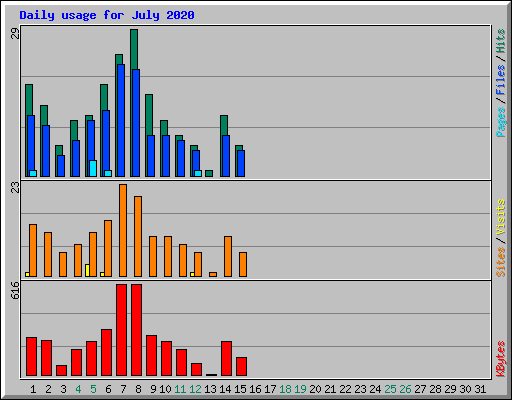 Daily usage for July 2020
29
Pages / Files / Hits
23
Sites / Visits
616
KBytes
1 2 3 4 5 6 7 8 9 10 11 12 13 14 15 16 17 18 19 20 21 22 23 24 25 26 27 28 29 30 31